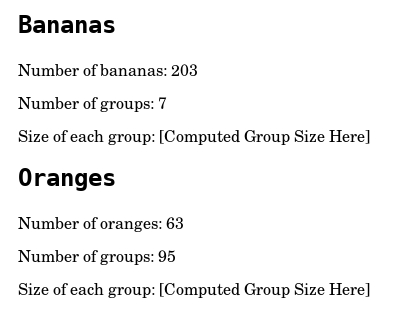 Bananas
Number of bananas: 203
Number of groups: 7
Size of each group: [Computed Group Size Here]
Oranges
Number of oranges: 63
Number of groups: 95
Size of each group: [Computed Group Size Here]